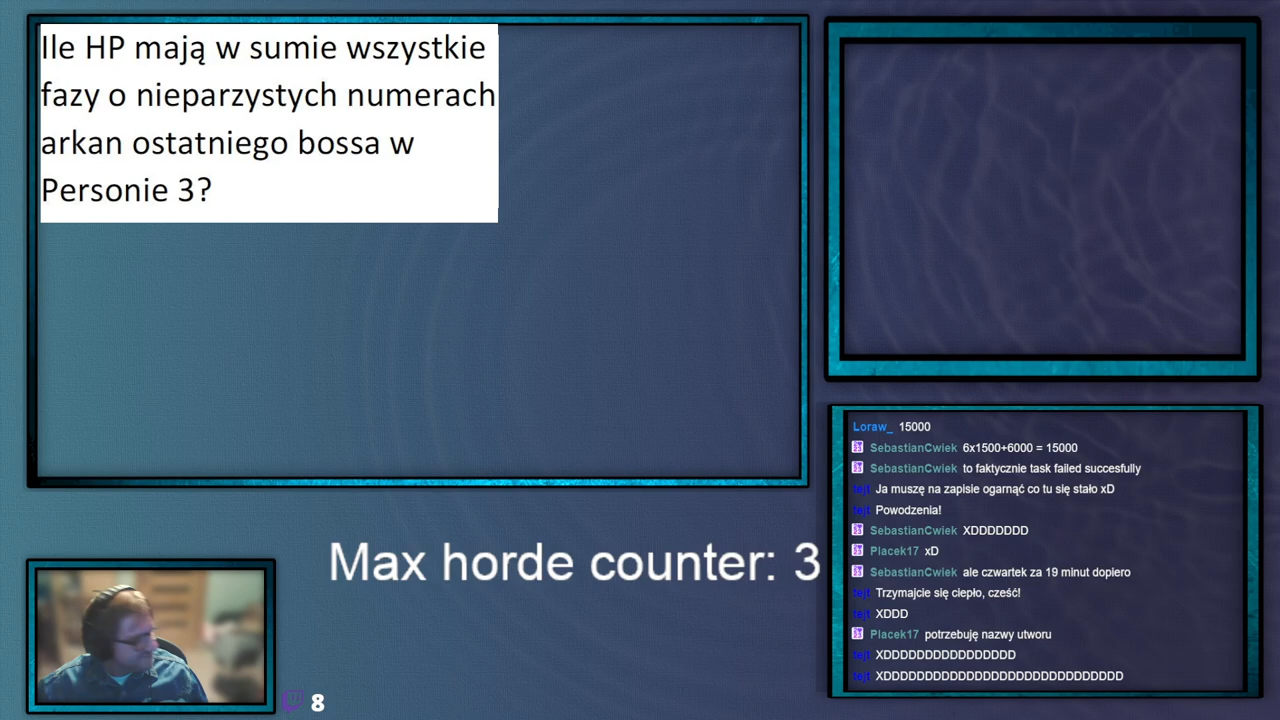 Ile HP mają w sumie wszystkie
fazy o nieparzystych numerach
arkan ostatniego bossa w
Personie 3?
Max horde counter: 3
Loraw_ 15000
SebastianCwiek 6x1500+6000 = 15000
SebastianCwiek to faktycznie task failed succesfully
tejt Ja muszę na zapisie ogarnąć co tu się stało xD
tejt Powodzenia!
SebastianCwiek XDDDDDDD
Placek17 xD
SebastianCwiek ale czwartek za 19 minut dopiero
tejt Trzymajcie się ciepło, cześć!
tejt XDDD
Placek17 potrzebuję nazwy utworu
tejt XDDDDDDDDDDDDDDDD
tejt XDDDDDDDDDDDDDDDDDDDDDDDDDDDDD
8